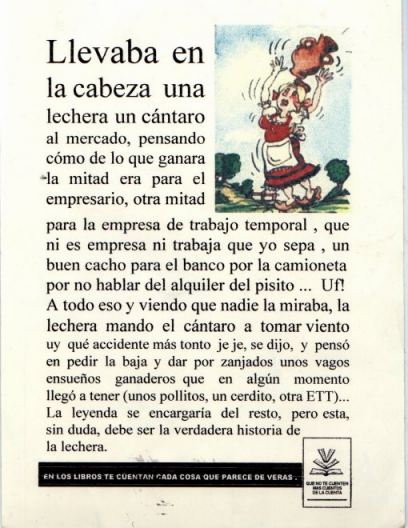 Llevaba en
la cabeza una
lechera un cántaro
al mercado, pensando
cómo de lo que ganara
la mitad era para el
empresario, otra mitad
para la empresa de trabajo temporal , que
ni es empresa ni trabaja que yo sepa , un
buen cacho para el banco por la camioneta
por no hablar del alquiler del pisito ... Uf!
A todo eso y viendo que nadie la miraba, la
lechera mando el cántaro a tomar viento
uy qué accidente más tonto je je, se dijo, y pensó
en pedir la baja y dar por zanjados unos vagos
ensueños ganaderos que en algún momento
llegó a tener (unos pollitos, un cerdito, otra ETT)...
La leyenda se encargaría del resto, pero esta,
sin duda, debe ser la verdadera historia de
la lechera.
EN LOS LIBROS TE CUENTAN CADA COSA QUE PARECE DE VERAS .
QUE NO TE CUENTEN
MAS CUENTOS
DE LA CUENTA